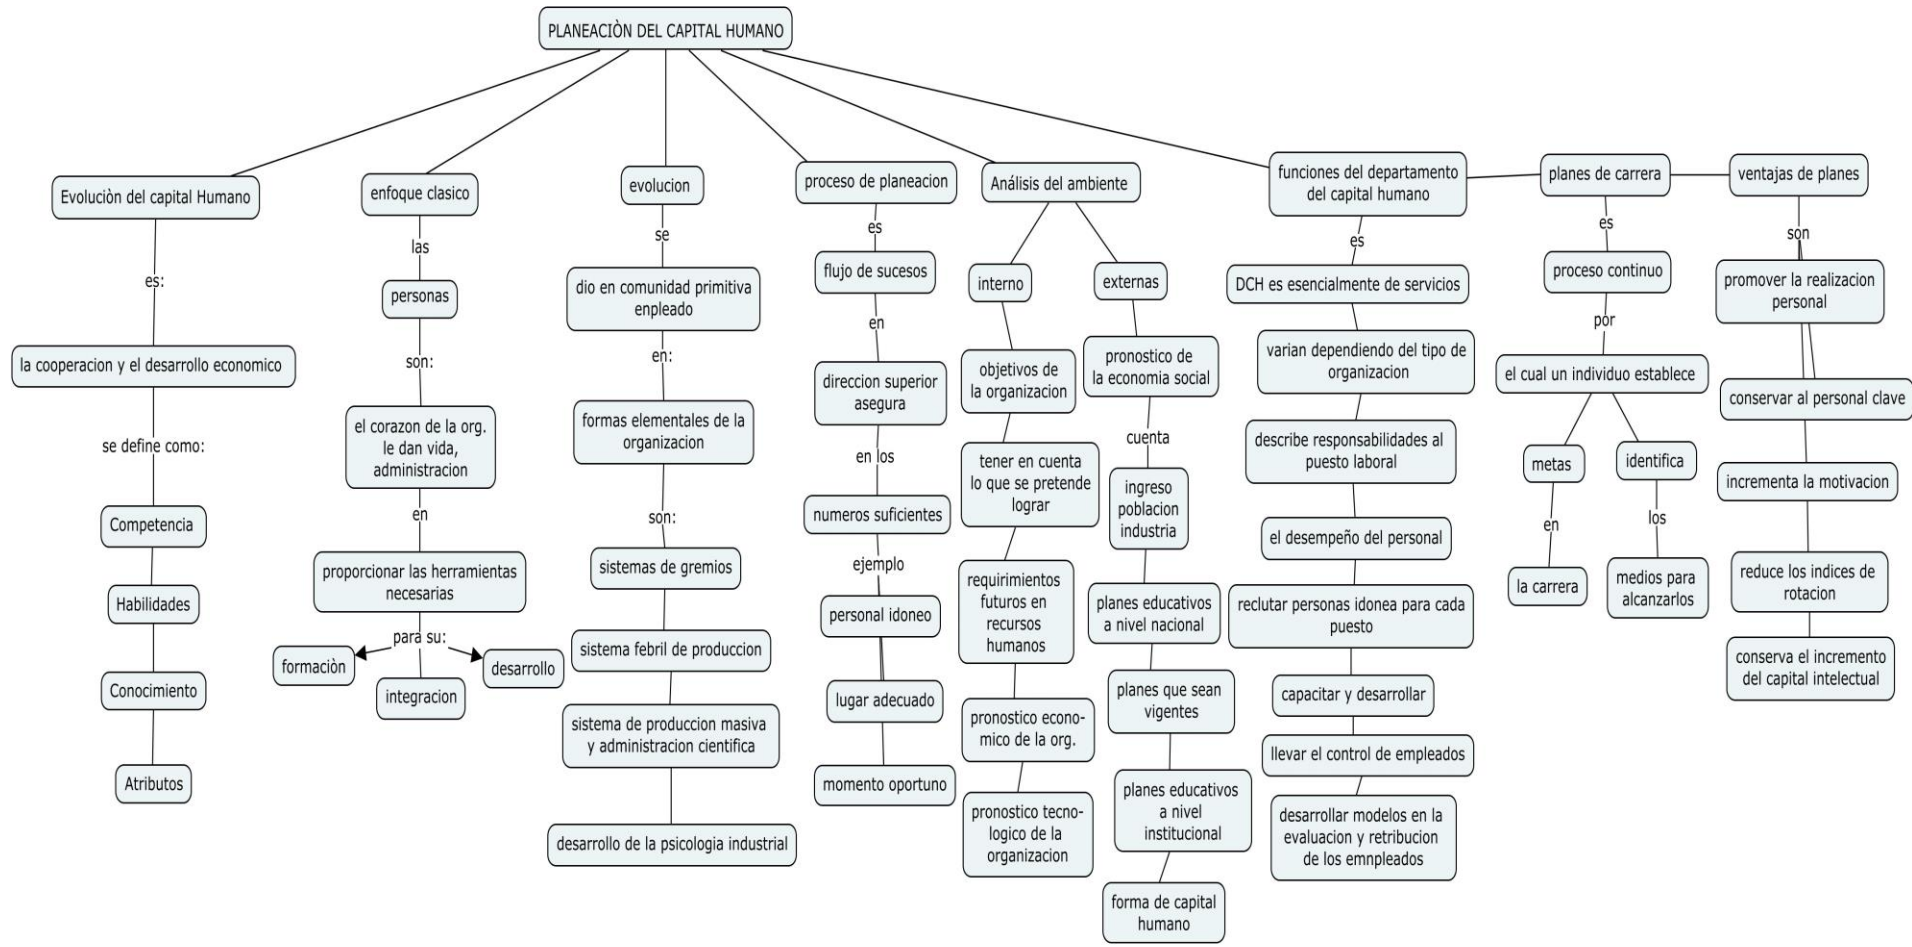 PLANEACIÒN DEL CAPITAL HUMANO
Evoluciòn del capital Humano
es:
la cooperacion y el desarrollo economico
se define como:
Competencia
Habilidades
Conocimiento
Atributos
enfoque clasico
las
personas
son:
el corazon de la org.
le dan vida,
administracion
en
proporcionar las herramientas
necesarias
para su:
formaciòn
integracion
desarrollo
evolucion
se
dio en comunidad primitiva
enpleado
en:
formas elementales de la
organizacion
son:
sistemas de gremios
sistema febril de produccion
sistema de produccion masiva
y administracion cientifica
desarrollo de la psicologia industrial
proceso de planeacion
es
flujo de sucesos
en
direccion superior
asegura
en los
numeros suficientes
ejemplo
personal idoneo
lugar adecuado
momento oportuno
Análisis del ambiente
interno
objetivos de
la organizacion
tener en cuenta
lo que se pretende
lograr
requirimientos
futuros en
recursos
humanos
pronostico econo-
mico de la org.
pronostico tecno-
logico de la
organizacion
externas
pronostico de
la economia social
cuenta
ingreso
poblacion
industria
planes educativos
a nivel nacional
planes que sean
vigentes
planes educativos
a nivel
institucional
forma de capital
humano
funciones del departamento
del capital humano
es
DCH es esencialmente de servicios
varian dependiendo del tipo de
organizacion
describe responsabilidades al
puesto laboral
el desempeño del personal
reclutar personas idonea para cada
puesto
capacitar y desarrollar
llevar el control de empleados
desarrollar modelos en la
evaluacion y retribucion
de los emnpleados
planes de carrera
es
proceso continuo
por
el cual un individuo establece
metas
en
la carrera
identifica
los
medios para
alcanzarlos
ventajas de planes
son
promover la realizacion
personal
conservar al personal clave
incrementa la motivacion
reduce los indices de
rotacion
conserva el incremento
del capital intelectual